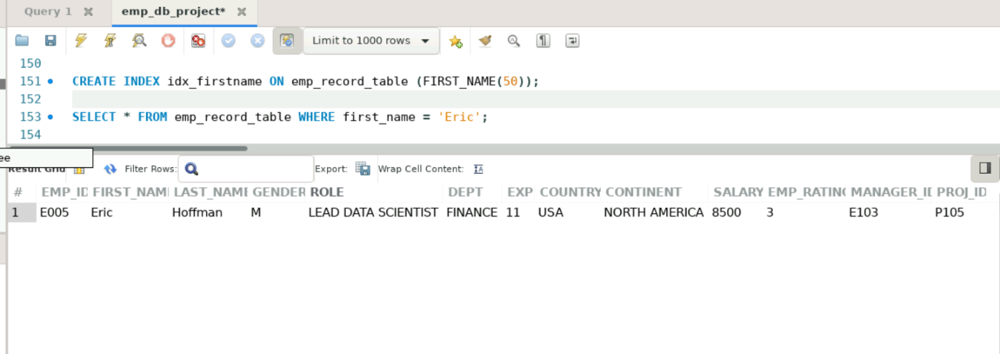 Query 1 emp_db_project*
Limit to 1000 rows
150
151 CREATE INDEX idx_firstname ON emp_record_table (FIRST_NAME(50));
152
153 SELECT * FROM emp_record_table WHERE first_name = 'Eric';
154
ee
Result Grid Filter Rows: Export: Wrap Cell Content:
# EMP_ID FIRST_NAM LAST_NAME GENDER ROLE DEPT EXP COUNTRY CONTINENT SALARY EMP_RATING MANAGER_ID PROJ_ID
1 E005 Eric Hoffman M LEAD DATA SCIENTIST FINANCE 11 USA NORTH AMERICA 8500 3 E103 P105